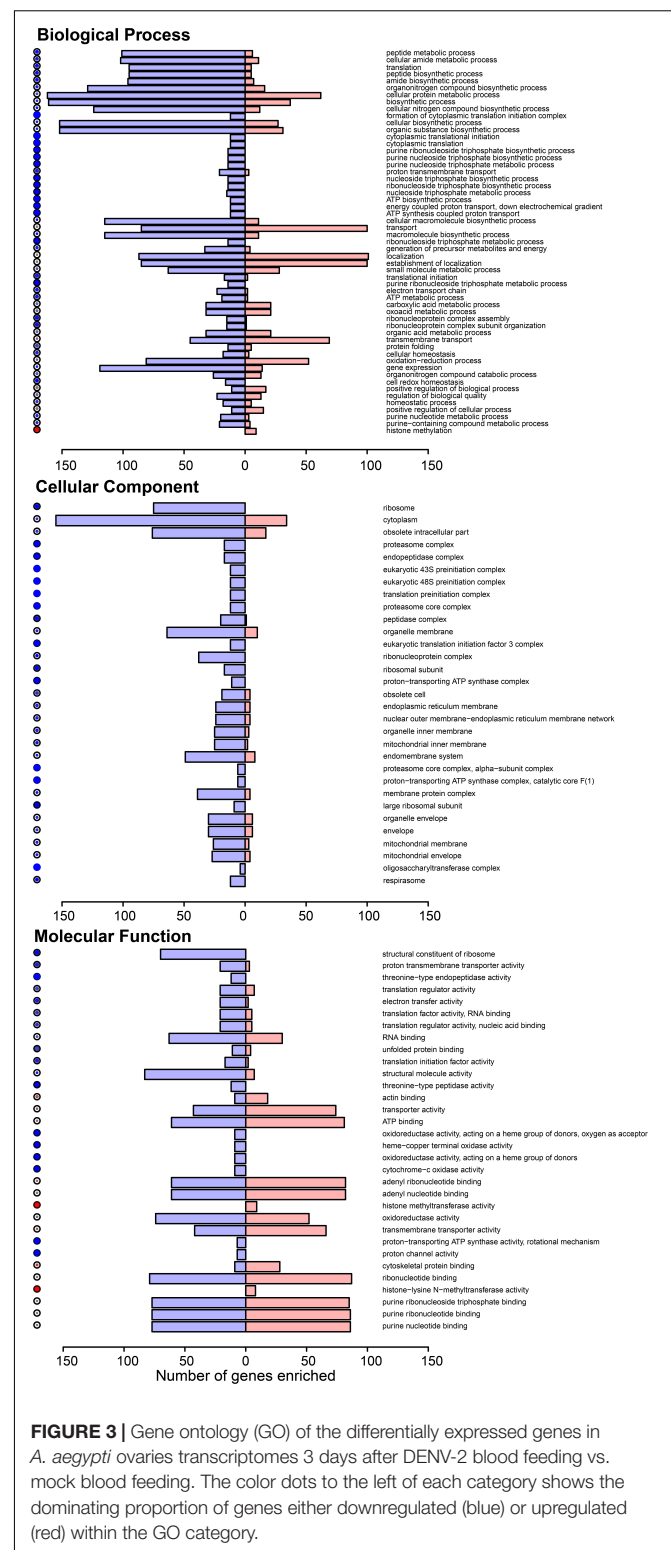 Biological Process
peptide metabolic process
cellular amide metabolic process
translation
peptide biosynthetic process
amide biosynthetic process
organonitrogen compound biosynthetic process
cellular protein metabolic process
biosynthetic process
cellular nitrogen compound biosynthetic process
formation of cytoplasmic translation initiation complex
cellular biosynthetic process
organic substance biosynthetic process
cytoplasmic translational initiation
cytoplasmic translation
purine ribonucleoside triphosphate biosynthetic process
purine nucleoside triphosphate biosynthetic process
purine nucleoside triphosphate metabolic process
proton transmembrane transport
nucleoside triphosphate biosynthetic process
ribonucleoside triphosphate biosynthetic process
nucleoside triphosphate metabolic process
ATP biosynthetic process
energy coupled proton transport, down electrochemical gradient
ATP synthesis coupled proton transport
cellular macromolecule biosynthetic process
transport
macromolecule biosynthetic process
ribonucleoside triphosphate metabolic process
generation of precursor metabolites and energy
localization
establishment of localization
small molecule metabolic process
translational initiation
purine ribonucleoside triphosphate metabolic process
electron transport chain
ATP metabolic process
carboxylic acid metabolic process
oxoacid metabolic process
ribonucleoprotein complex assembly
ribonucleoprotein complex subunit organization
organic acid metabolic process
transmembrane transport
protein folding
cellular homeostasis
oxidation−reduction process
gene expression
organonitrogen compound catabolic process
cell redox homeostasis
positive regulation of biological process
regulation of biological quality
homeostatic process
positive regulation of cellular process
purine nucleotide metabolic process
purine−containing compound metabolic process
histone methylation
150 100 50 0 50 100 150
Cellular Component
ribosome
cytoplasm
obsolete intracellular part
proteasome complex
endopeptidase complex
eukaryotic 43S preinitiation complex
eukaryotic 48S preinitiation complex
translation preinitiation complex
proteasome core complex
peptidase complex
organelle membrane
eukaryotic translation initiation factor 3 complex
ribonucleoprotein complex
ribosomal subunit
proton−transporting ATP synthase complex
obsolete cell
endoplasmic reticulum membrane
nuclear outer membrane−endoplasmic reticulum membrane network
organelle inner membrane
mitochondrial inner membrane
endomembrane system
proteasome core complex, alpha−subunit complex
proton−transporting ATP synthase complex, catalytic core F(1)
membrane protein complex
large ribosomal subunit
organelle envelope
envelope
mitochondrial membrane
mitochondrial envelope
oligosaccharyltransferase complex
respirasome
150 100 50 0 50 100 150
Molecular Function
structural constituent of ribosome
proton transmembrane transporter activity
threonine−type endopeptidase activity
translation regulator activity
electron transfer activity
translation factor activity, RNA binding
translation regulator activity, nucleic acid binding
RNA binding
unfolded protein binding
translation initiation factor activity
structural molecule activity
threonine−type peptidase activity
actin binding
transporter activity
ATP binding
oxidoreductase activity, acting on a heme group of donors, oxygen as acceptor
heme−copper terminal oxidase activity
oxidoreductase activity, acting on a heme group of donors
cytochrome−c oxidase activity
adenyl ribonucleotide binding
adenyl nucleotide binding
histone methyltransferase activity
oxidoreductase activity
transmembrane transporter activity
proton−transporting ATP synthase activity, rotational mechanism
proton channel activity
cytoskeletal protein binding
ribonucleotide binding
histone−lysine N−methyltransferase activity
purine ribonucleoside triphosphate binding
purine ribonucleotide binding
purine nucleotide binding
150 100 50 0 50 100 150
Number of genes enriched
FIGURE 3 | Gene ontology (GO) of the differentially expressed genes in
A. aegypti ovaries transcriptomes 3 days after DENV-2 blood feeding vs.
mock blood feeding. The color dots to the left of each category shows the
dominating proportion of genes either downregulated (blue) or upregulated
(red) within the GO category.